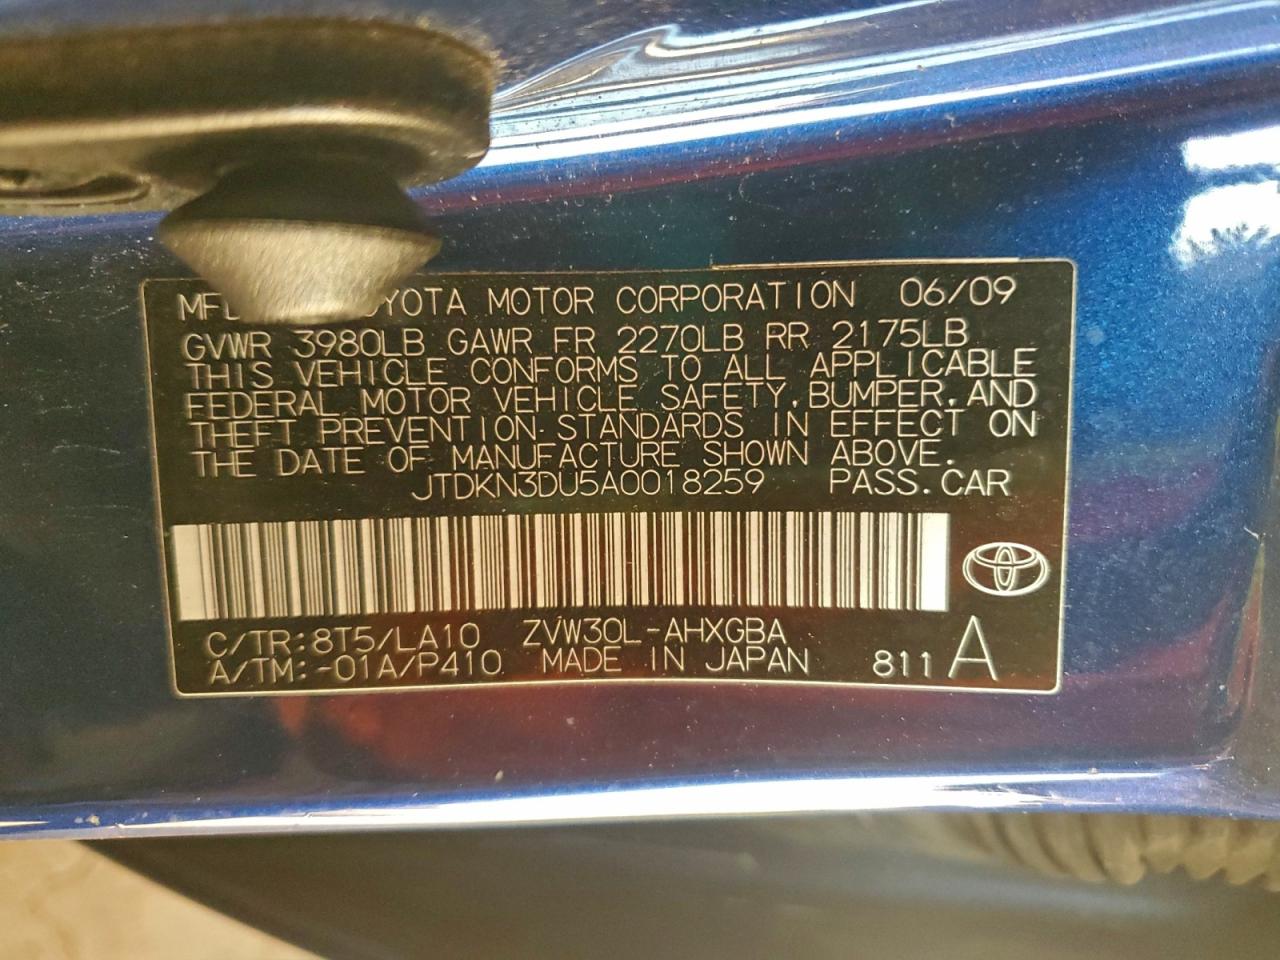 TOYOTA MOTOR CORPORATION 06/09
GVWR 3980LB GAWR FR 2270LB RR 2175LB
THIS VEHICLE CONFORMS TO ALL APPLICABLE
FEDERAL MOTOR VEHICLE SAFETY, BUMPER, AND
THEFT PREVENTION STANDARDS IN EFFECT ON
THE DATE OF MANUFACTURE SHOWN ABOVE.
JTDKN3DU5A0018259 PASS.CAR
C/TR:8T5/LA10 ZVW30L-AHXGBA
A/TM:-01A/P410 MADE IN JAPAN 811 A